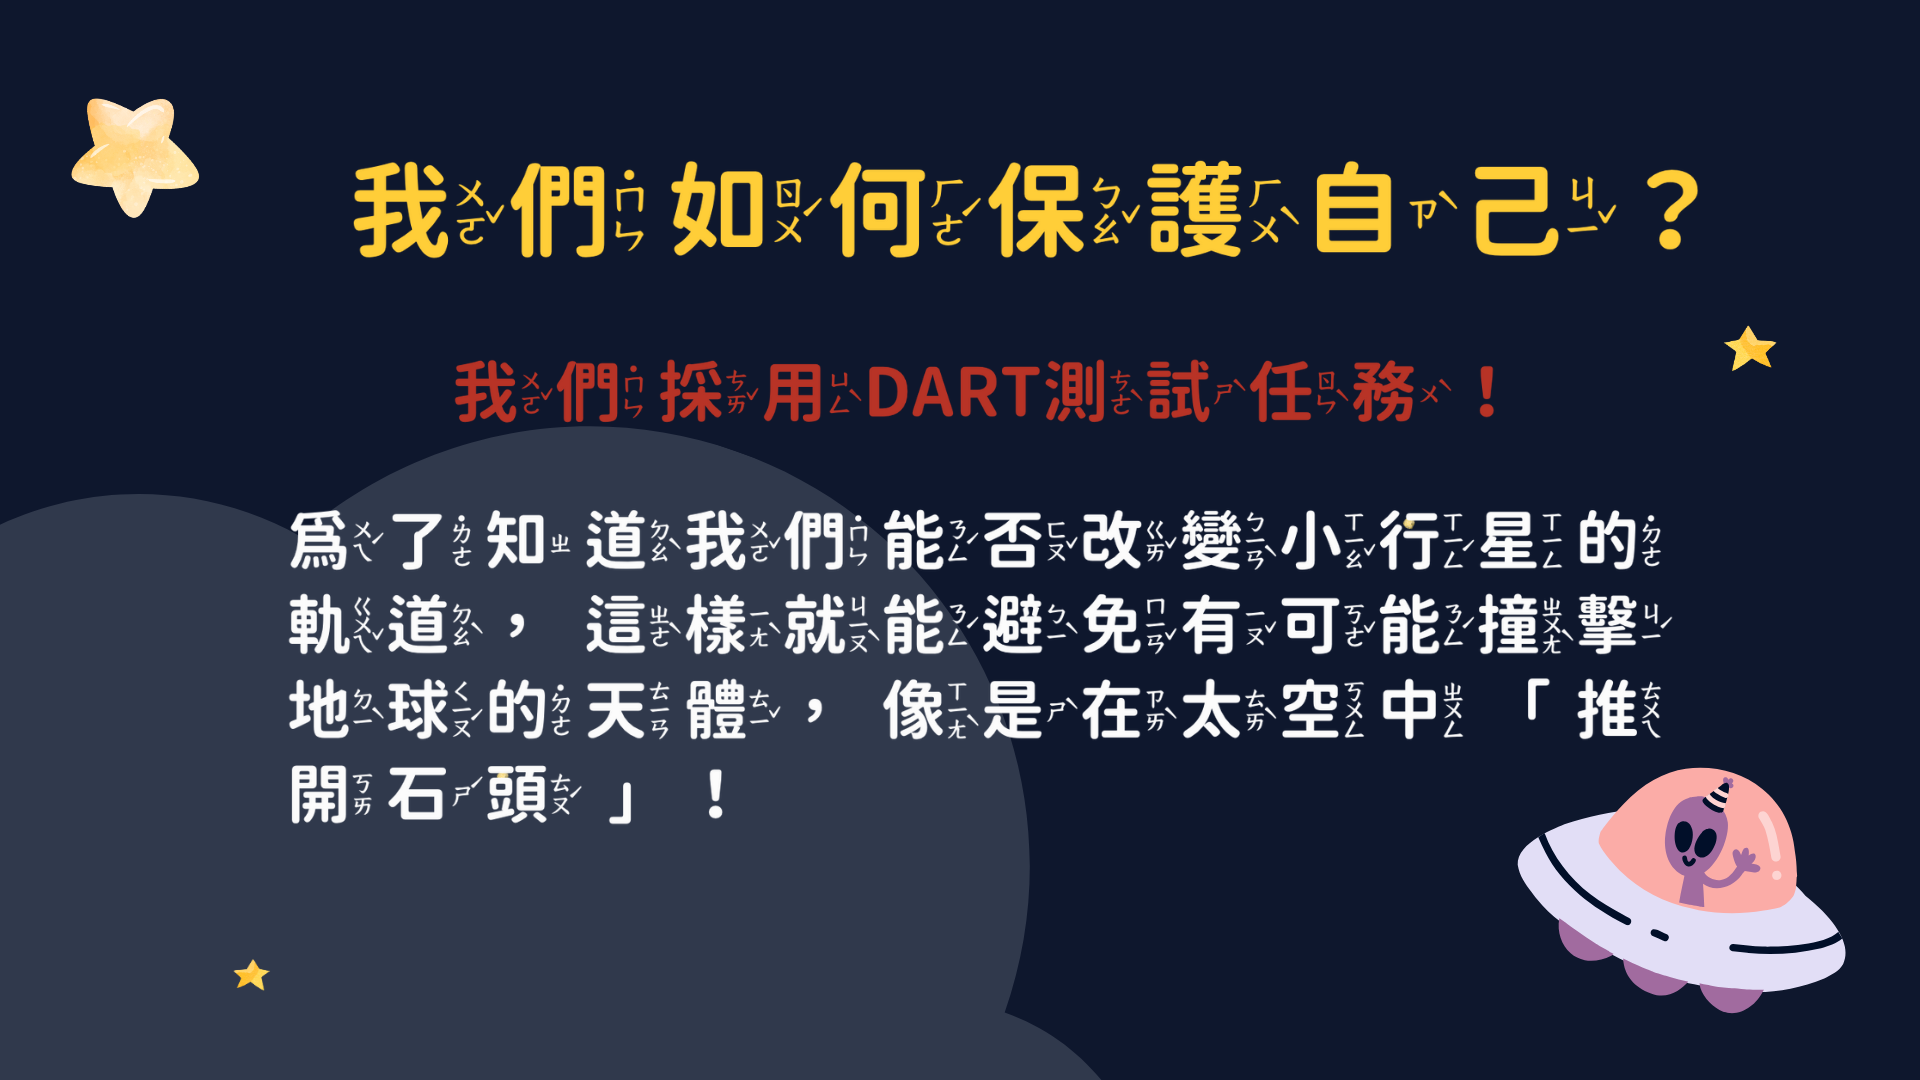 我們如何保護自己？
我們採用DART測試任務！
為了知道我們能否改變小行星的
軌道，這樣就能避免有可能撞擊
地球的天體，像是在太空中「推
開石頭」！